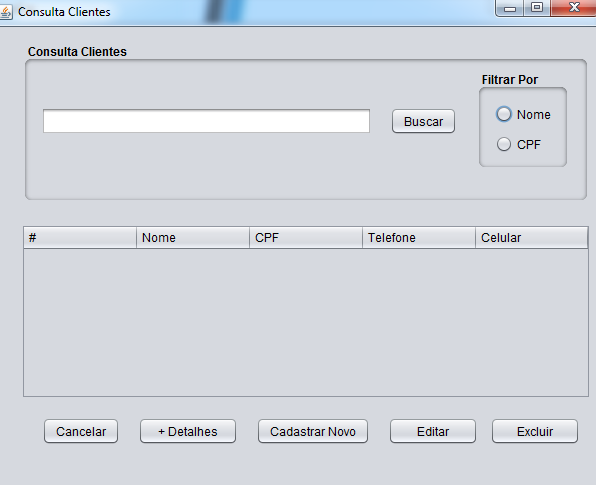 Consulta Clientes
Consulta Clientes
Filtrar Por
Buscar
Nome
CPF
# Nome CPF Telefone Celular
Cancelar + Detalhes Cadastrar Novo Editar Excluir